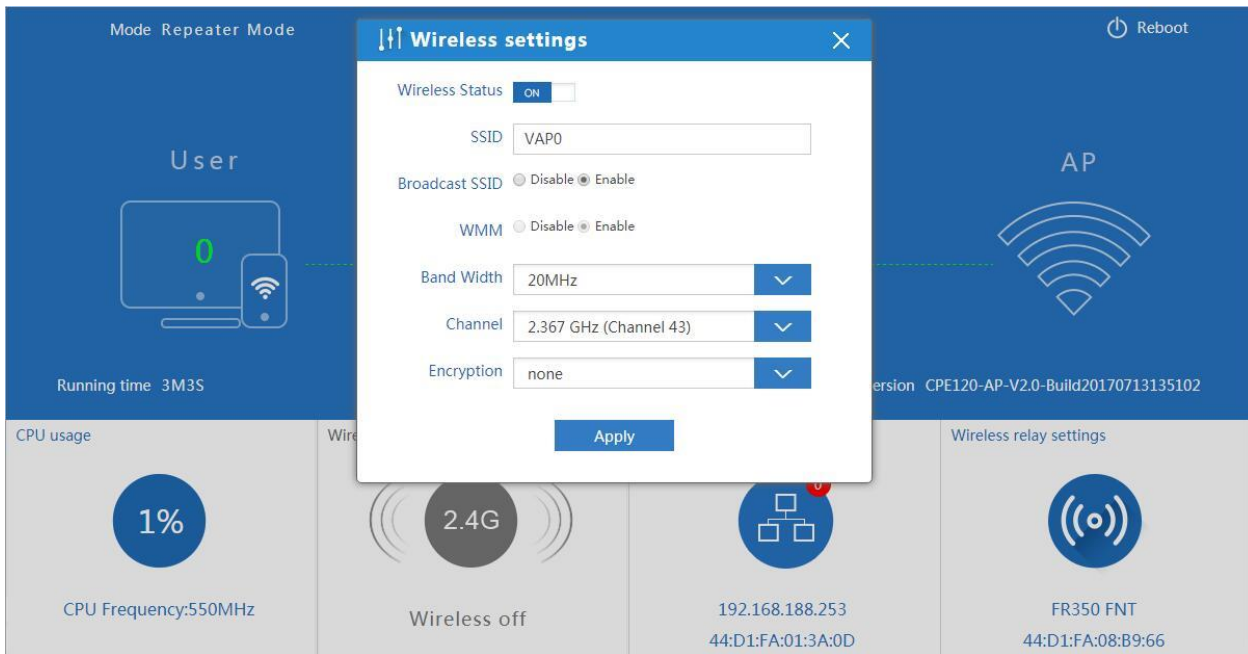 Mode Repeater Mode
Reboot
Wireless settings
Wireless Status ON
SSID VAP0
Broadcast SSID Disable Enable
WMM Disable Enable
Band Width 20MHz
Channel 2.367 GHz (Channel 43)
Encryption none
Apply
User
0
AP
Running time 3M3S
ersion CPE120-AP-V2.0-Build20170713135102
CPU usage
1%
CPU Frequency:550MHz
Wire
2.4G
Wireless off
0
192.168.188.253
44:D1:FA:01:3A:0D
Wireless relay settings
FR350 FNT
44:D1:FA:08:B9:66